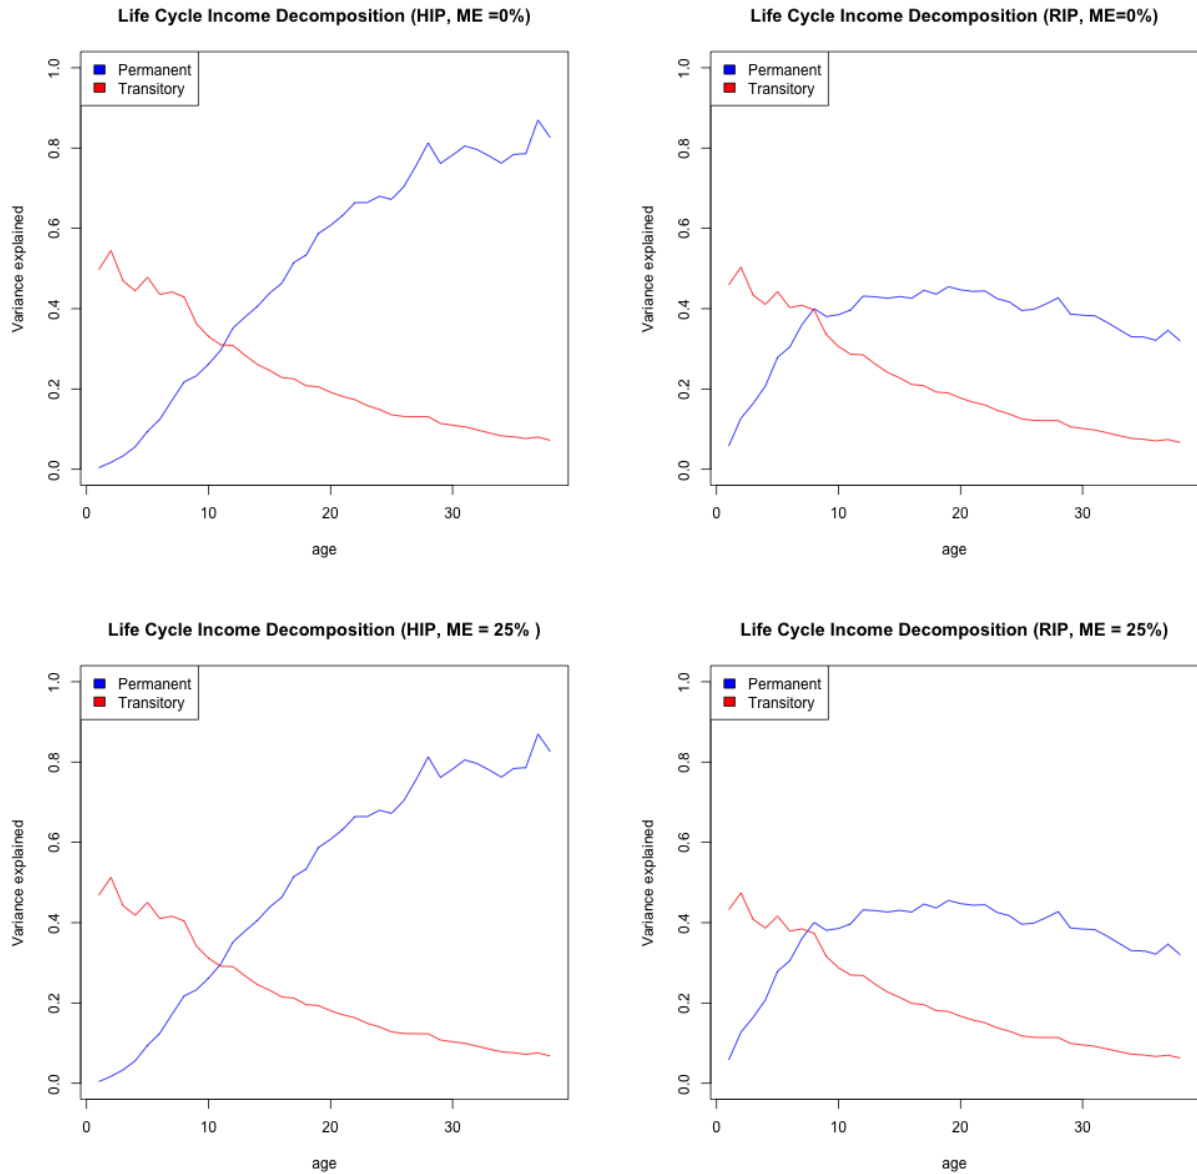 Life Cycle Income Decomposition (HIP, ME =0%)
Permanent
Transitory
Variance explained
0.0 0.2 0.4 0.6 0.8 1.0
0 10 20 30
age
Life Cycle Income Decomposition (RIP, ME=0%)
Permanent
Transitory
Variance explained
0.0 0.2 0.4 0.6 0.8 1.0
0 10 20 30
age
Life Cycle Income Decomposition (HIP, ME = 25% )
Permanent
Transitory
Variance explained
0.0 0.2 0.4 0.6 0.8 1.0
0 10 20 30
age
Life Cycle Income Decomposition (RIP, ME = 25%)
Permanent
Transitory
Variance explained
0.0 0.2 0.4 0.6 0.8 1.0
0 10 20 30
age